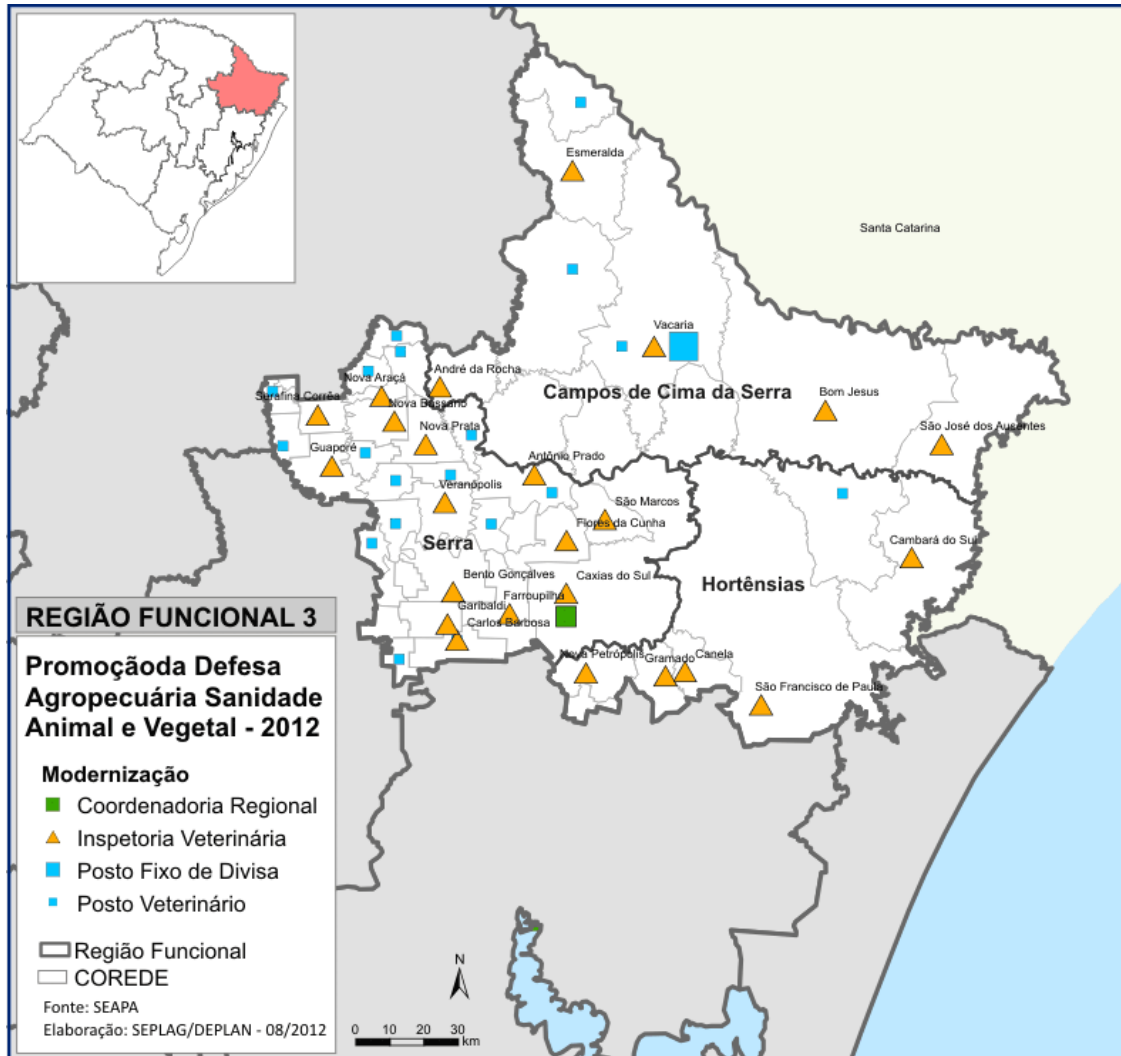 Esmeralda
Santa Catarina
Vacaria
André da Rocha
Nova Araçá
Campos de Cima da Serra
Bom Jesus
Serafina Corrêa
Nova Bassano
São José dos Ausentes
Nova Prata
Guaporé
Antônio Prado
Veranópolis
São Marcos
Flores da Cunha
Serra
Cambará do Sul
Bento Gonçalves
Caxias do Sul
Hortênsias
Farroupilha
Garibaldi
Carlos Barbosa
Nova Petrópolis
Gramado
Canela
São Francisco de Paula
REGIÃO FUNCIONAL 3
Promoçãoda Defesa
Agropecuária Sanidade
Animal e Vegetal - 2012
Modernização
Coordenadoria Regional
Inspetoria Veterinária
Posto Fixo de Divisa
Posto Veterinário
Região Funcional
COREDE
Fonte: SEAPA
Elaboração: SEPLAG/DEPLAN - 08/2012
N
0 10 20 30
km